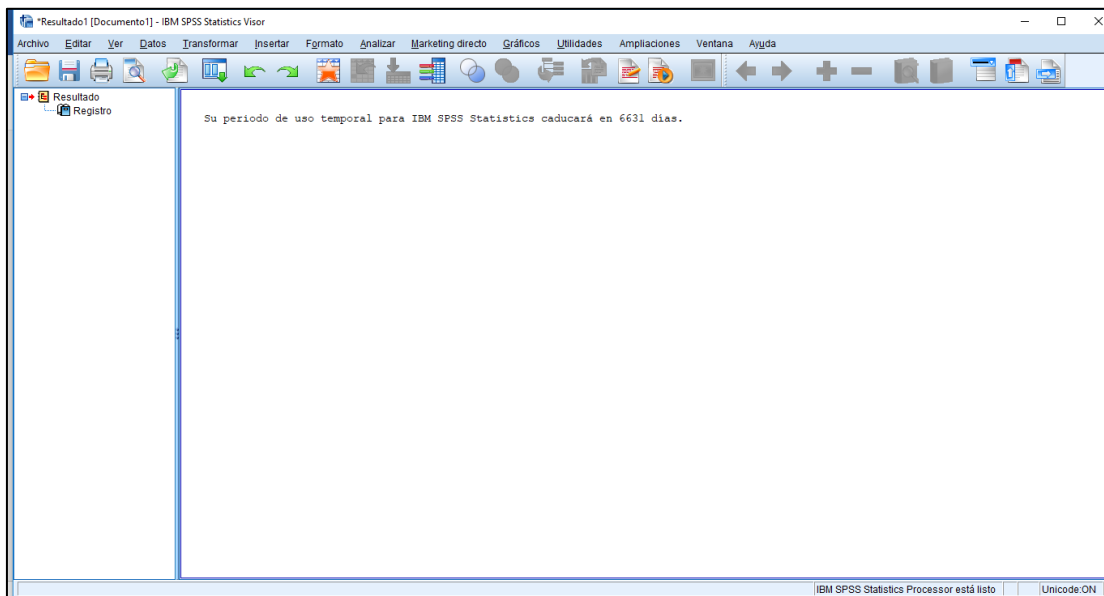 *Resultado1 [Documento1] - IBM SPSS Statistics Visor
Archivo Editar Ver Datos Transformar Insertar Formato Analizar Marketing directo Gráficos Utilidades Ampliaciones Ventana Ayuda
Resultado
Registro
Su periodo de uso temporal para IBM SPSS Statistics caducará en 6631 días.
IBM SPSS Statistics Processor está listo Unicode:ON